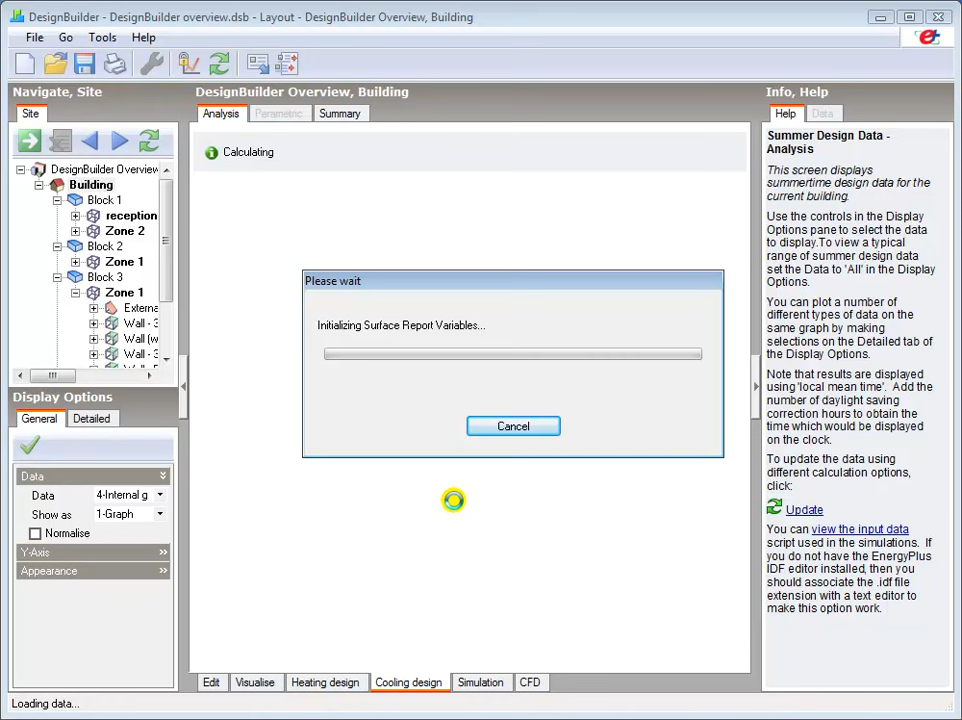 DesignBuilder - DesignBuilder overview.dsb - Layout - DesignBuilder Overview, Building
File Go Tools Help
Navigate, Site
Site
DesignBuilder Overview
Building
Block 1
reception
Zone 2
Block 2
Zone 1
Block 3
Zone 1
Externa
Wall - 3
Wall (w
Wall - 3
Display Options
General Detailed
Data
Data 4-Internal g
Show as 1-Graph
Normalise
Y-Axis
Appearance
DesignBuilder Overview, Building
Analysis Parametric Summary
Calculating
Please wait
Initializing Surface Report Variables...
Cancel
Edit Visualise Heating design Cooling design Simulation CFD
Info, Help
Help Data
Summer Design Data -
Analysis
This screen displays
summertime design data for the
current building.
Use the controls in the Display
Options pane to select the data
to display.To view a typical
range of summer design data
set the Data to 'All' in the Display
Options.
You can plot a number of
different types of data on the
same graph by making
selections on the Detailed tab of
the Display Options.
Note that results are displayed
using 'local mean time'. Add the
number of daylight saving
correction hours to obtain the
time which would be displayed
on the clock.
To update the data using
different calculation options,
click:
Update
You can view the input data
script used in the simulations. If
you do not have the EnergyPlus
IDF editor installed, then you
should associate the .idf file
extension with a text editor to
make this option work.
Loading data...